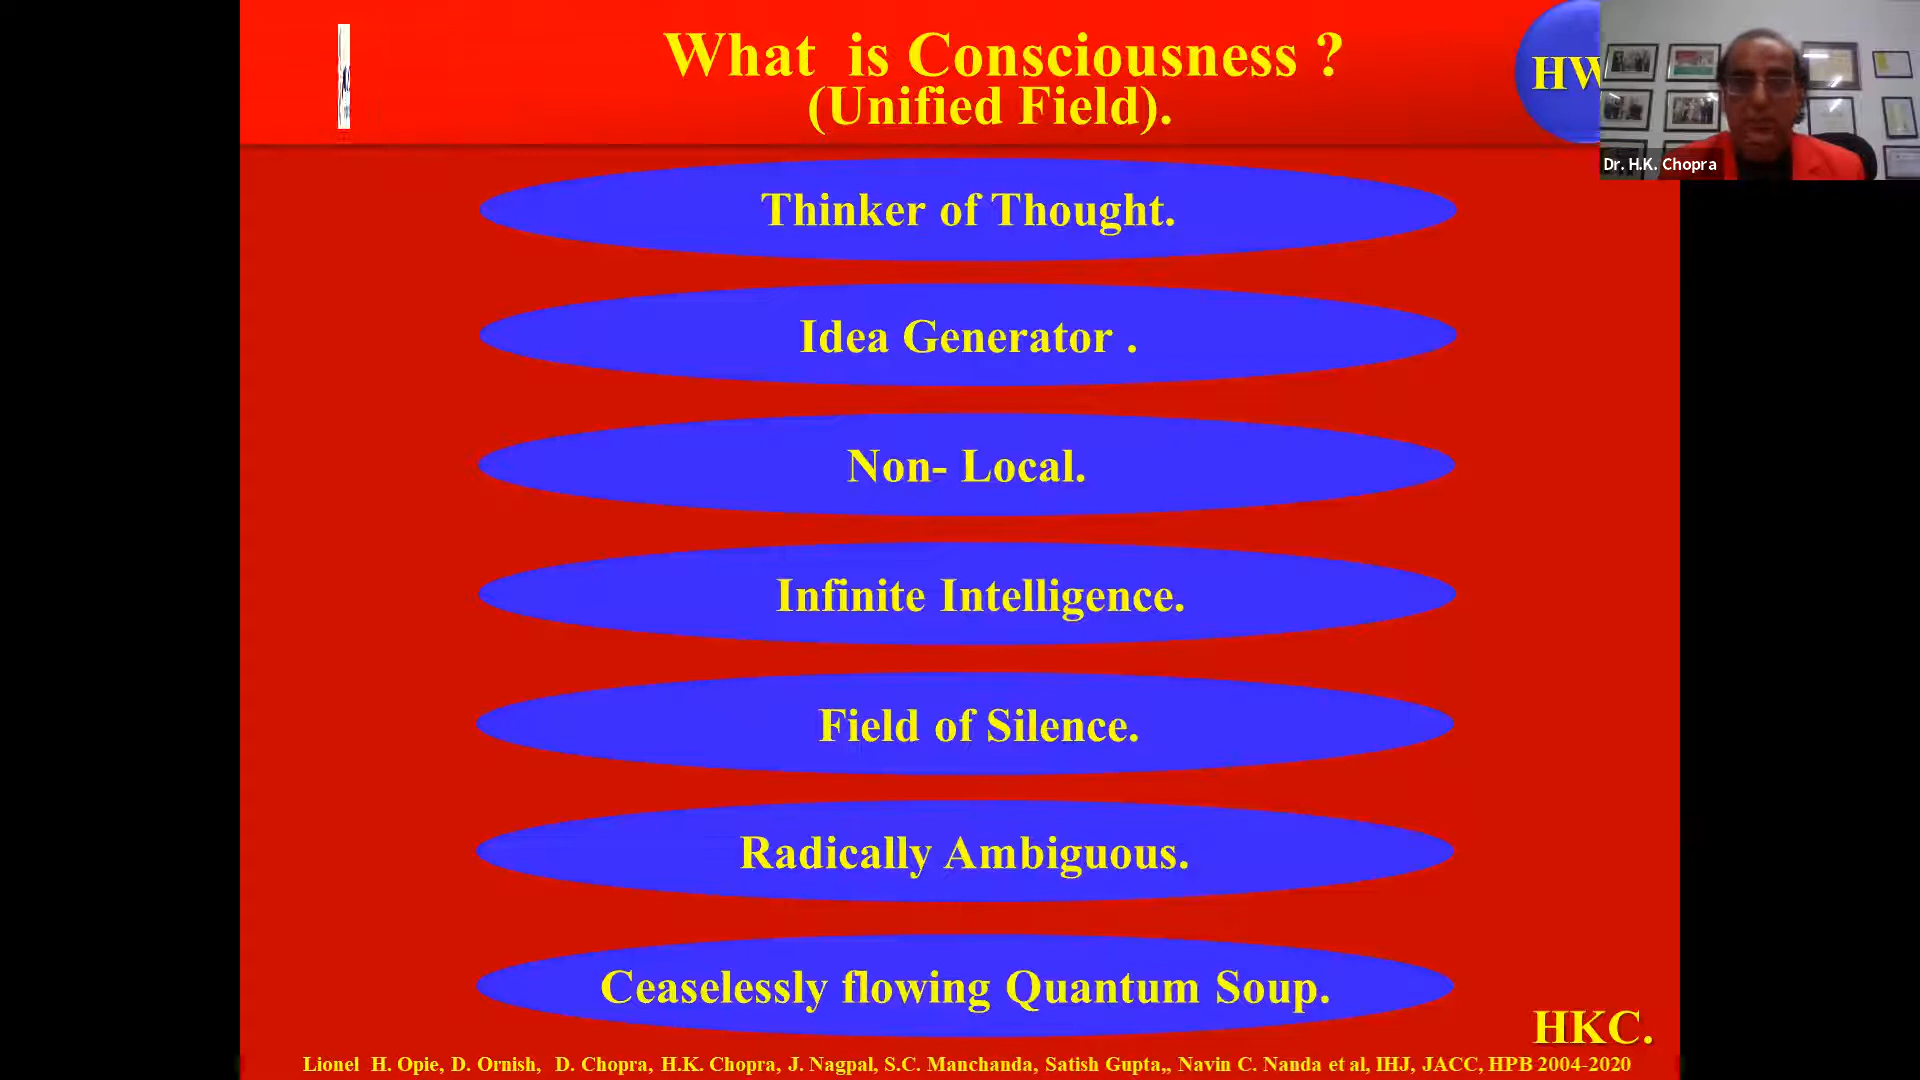 What is Consciousness ?
(Unified Field).
HW
Dr. H.K. Chopra
Thinker of Thought.
Idea Generator .
Non- Local.
Infinite Intelligence.
Field of Silence.
Radically Ambiguous.
Ceaselessly flowing Quantum Soup.
HKC.
Lionel H. Opie, D. Ornish, D. Chopra, H.K. Chopra, J. Nagpal, S.C. Manchanda, Satish Gupta,, Navin C. Nanda et al, IHJ, JACC, HPB 2004-2020